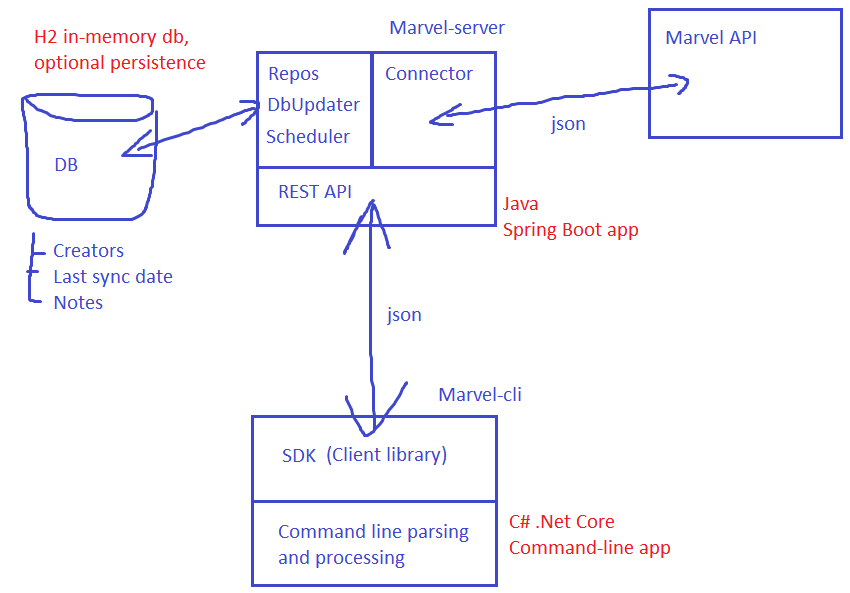 Marvel-server
H2 in-memory db,
optional persistence
Marvel API
Repos
DbUpdater
Scheduler
Connector
json
DB
REST API
Java
Spring Boot app
Creators
Last sync date
Notes
json
Marvel-cli
SDK (Client library)
Command line parsing
and processing
C# .Net Core
Command-line app